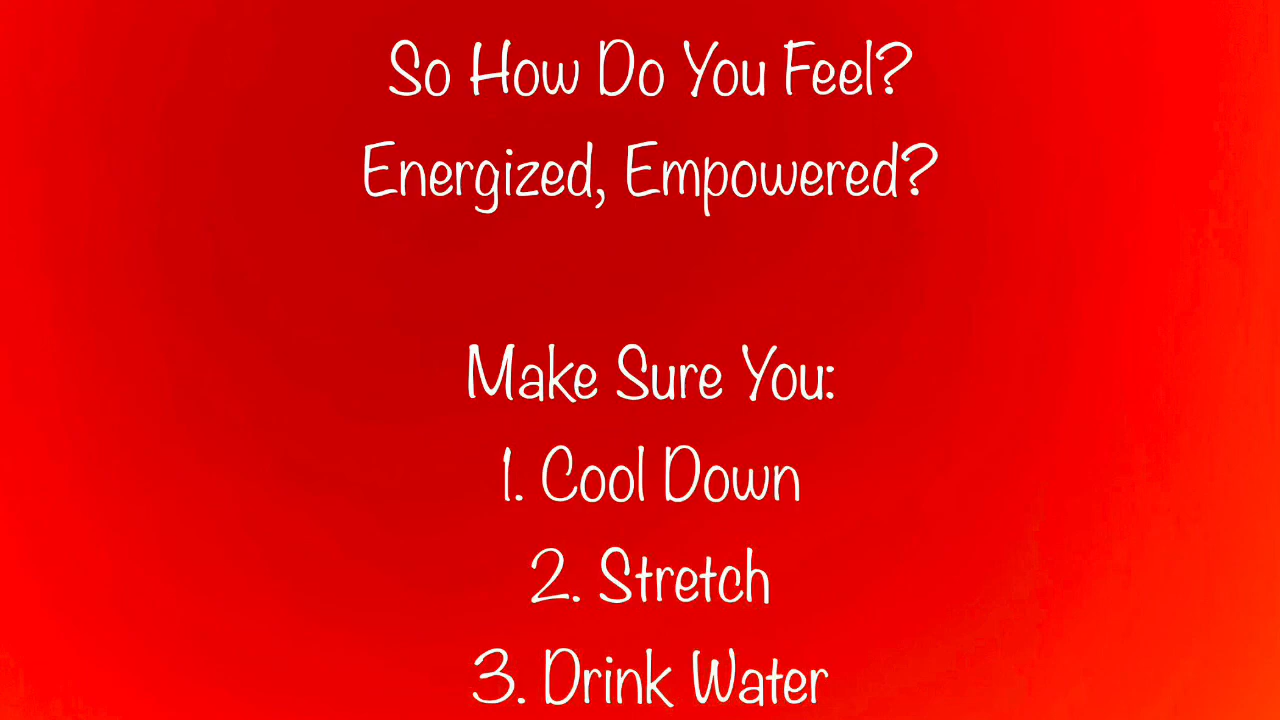 So How Do You Feel?
Energized, Empowered?
Make Sure You:
1. Cool Down
2. Stretch
3. Drink Water